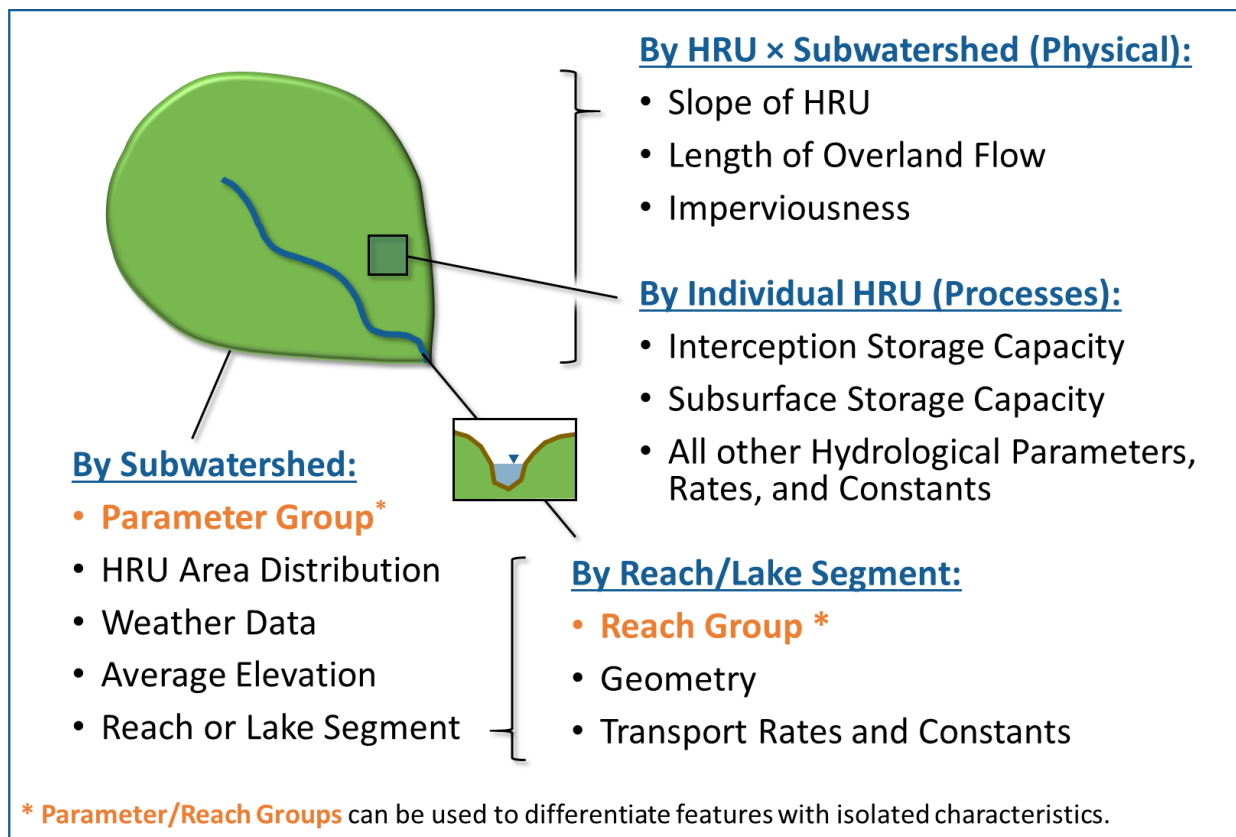 By HRU × Subwatershed (Physical):
• Slope of HRU
• Length of Overland Flow
• Imperviousness
By Individual HRU (Processes):
• Interception Storage Capacity
• Subsurface Storage Capacity
• All other Hydrological Parameters,
Rates, and Constants
By Subwatershed:
• Parameter Group*
• HRU Area Distribution
• Weather Data
• Average Elevation
• Reach or Lake Segment
By Reach/Lake Segment:
• Reach Group *
• Geometry
• Transport Rates and Constants
* Parameter/Reach Groups can be used to differentiate features with isolated characteristics.